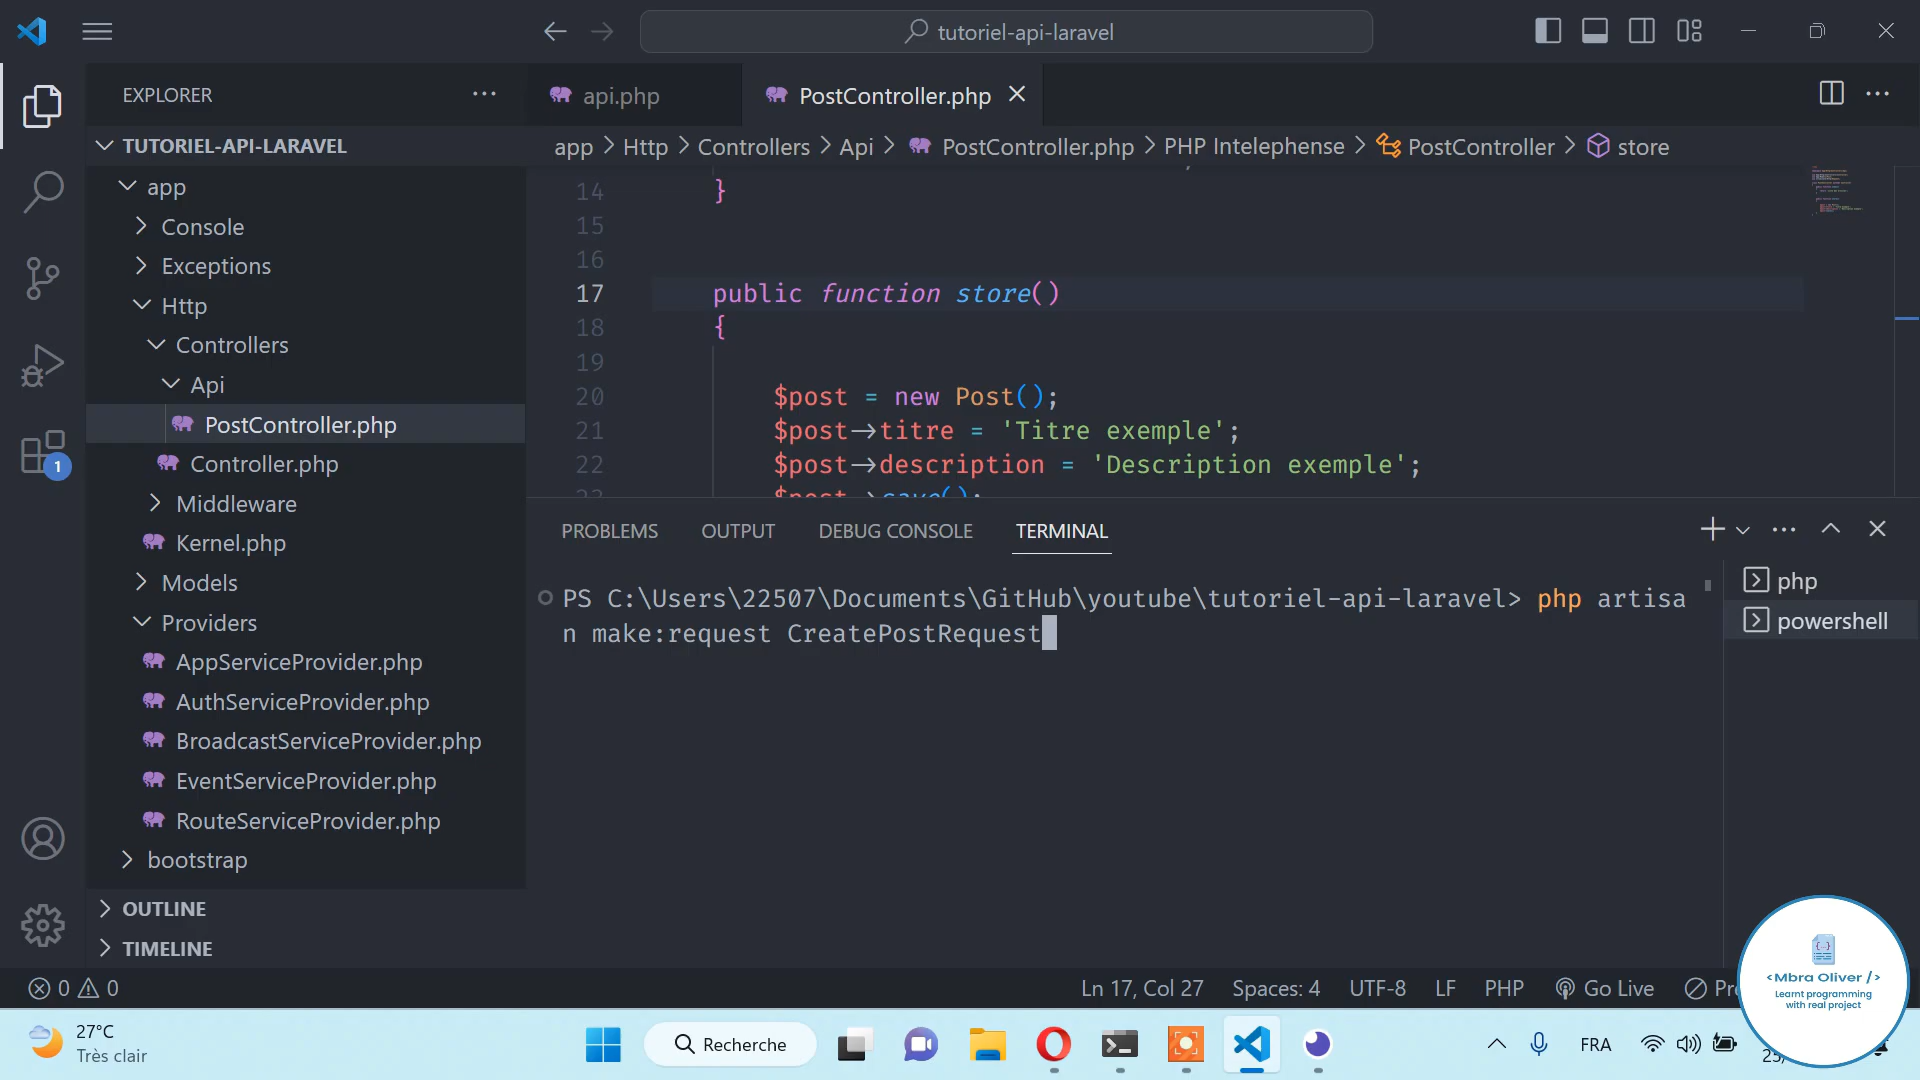 tutoriel-api-laravel
EXPLORER
api.php
PostController.php
TUTORIEL-API-LARAVEL
app > Http > Controllers > Api > PostController.php > PHP Intelephense > PostController > store
app
Console
Exceptions
Http
Controllers
Api
PostController.php
Controller.php
Middleware
Kernel.php
Models
Providers
AppServiceProvider.php
AuthServiceProvider.php
BroadcastServiceProvider.php
EventServiceProvider.php
RouteServiceProvider.php
bootstrap
OUTLINE
TIMELINE
1
14 }
15
16
17 public function store()
18 {
19
20 $post = new Post();
21 $post->titre = 'Titre exemple';
22 $post->description = 'Description exemple';
23 $post->save();
PROBLEMS OUTPUT DEBUG CONSOLE TERMINAL
PS C:\Users\22507\Documents\GitHub\youtube\tutoriel-api-laravel> php artisa
n make:request CreatePostRequest
php
powershell
0 0
Ln 17, Col 27 Spaces: 4 UTF-8 LF PHP Go Live
{...}
<Mbra Oliver />
Learnt programming
with real project
27°C
Très clair
Recherche
FRA